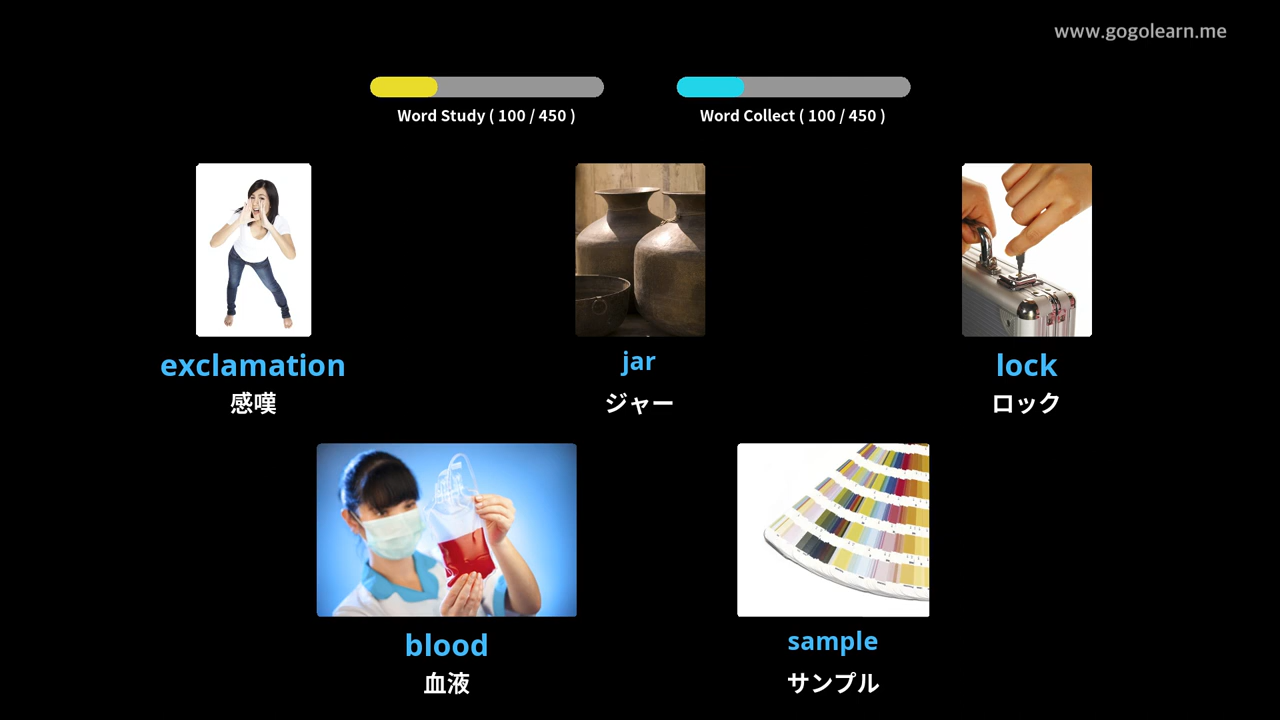 www.gogolearn.me
Word Study ( 100 / 450 )
Word Collect ( 100 / 450 )
exclamation
感嘆
jar
ジャー
lock
ロック
blood
血液
sample
サンプル